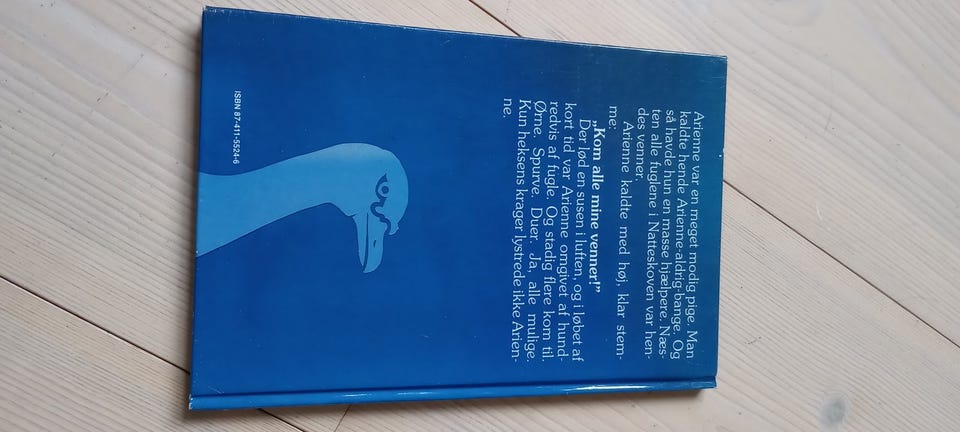 Arienne var en meget modig pige. Man
kaldte hende Arienne-aldrig-bange. Og
så havde hun en masse hjælpere. Næs-
ten alle fuglene i Natteskoven var hen-
des venner.
Arienne kaldte med høj, klar stem-
me:
„Kom alle mine venner!”
Der lød en susen i luften, og i løbet af
kort tid var Arienne omgivet af hund-
redvis af fugle. Og stadig flere kom til.
Ørne. Spurve. Duer. Ja, alle mulige.
Kun heksens krager lystrede ikke Arien-
ne.
ISBN 87-411-5524-6